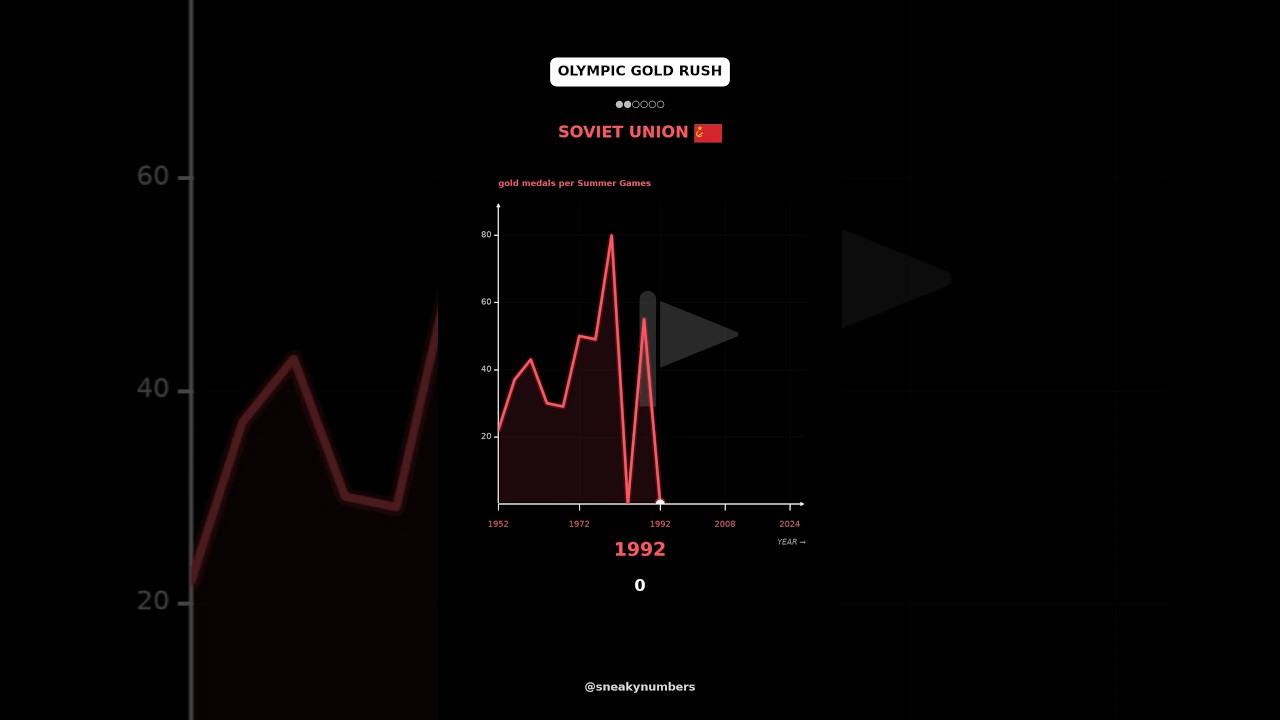 OLYMPIC GOLD RUSH
SOVIET UNION
gold medals per Summer Games
80
60
40
20
1952 1972 1992 2008 2024
YEAR →
1992
0
@sneakynumbers
60
40
20